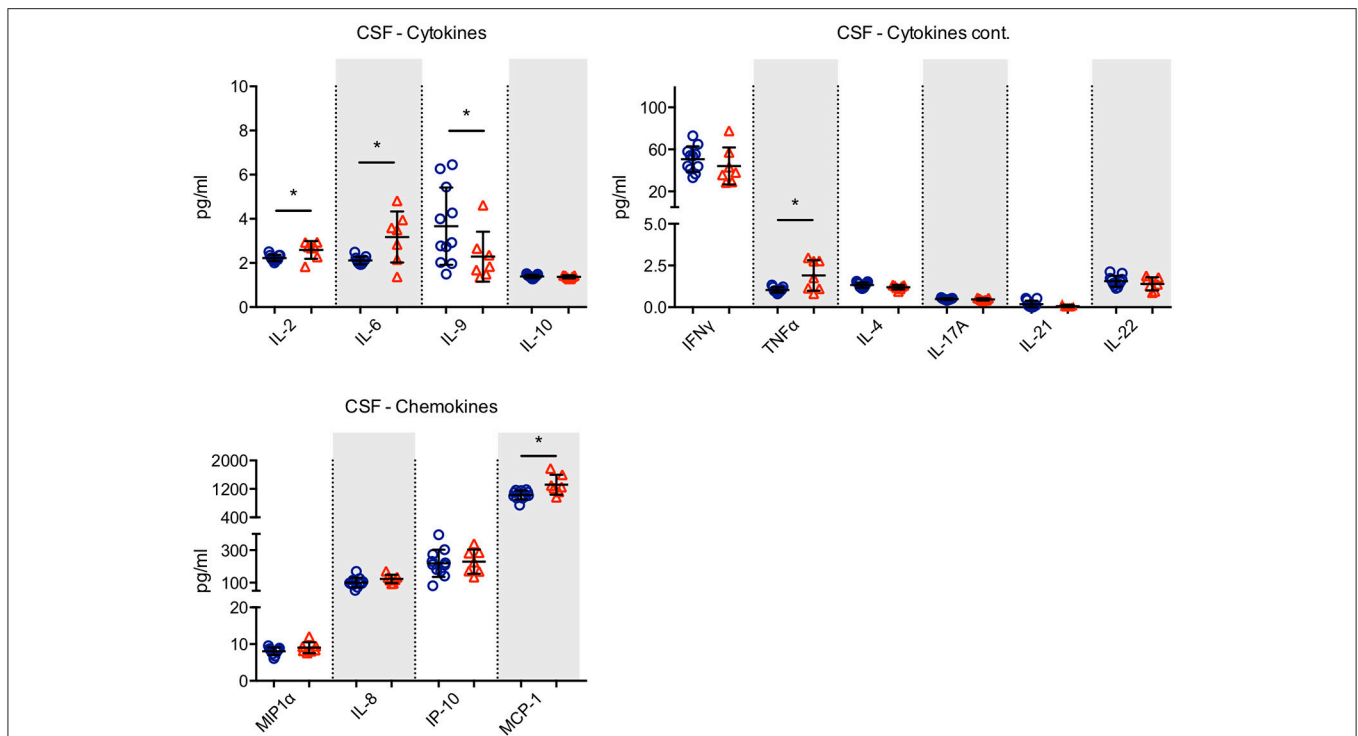 CSF - Cytokines
pg/ml
10
8
6
4
2
0
*
*
*
IL-2
IL-6
IL-9
IL-10
CSF - Cytokines cont.
pg/ml
100
60
20
5.0
2.5
0.0
*
IFNγ
TNFα
IL-4
IL-17A
IL-21
IL-22
CSF - Chemokines
pg/ml
2000
1200
400
300
100
20
10
0
*
MIP1α
IL-8
IP-10
MCP-1